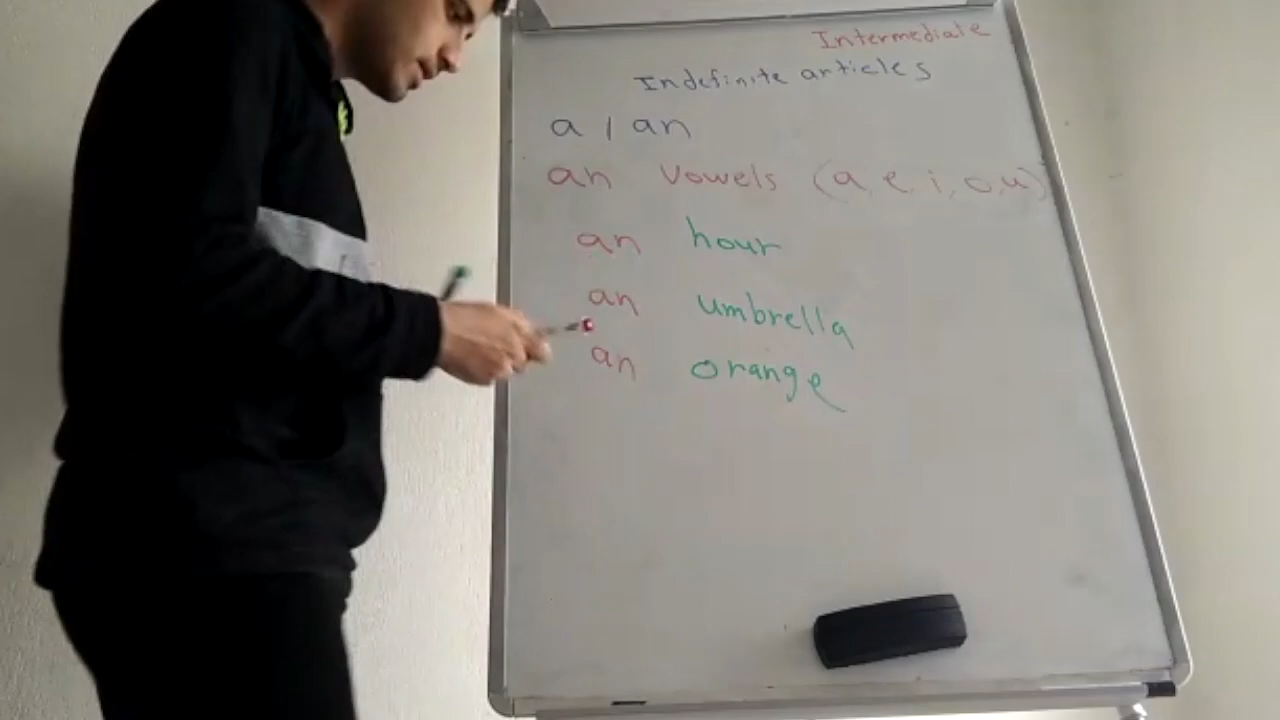 Intermediate
Indefinite articles
a / an
an vowels (a, e, i, o, u)
an hour
an umbrella
an orange